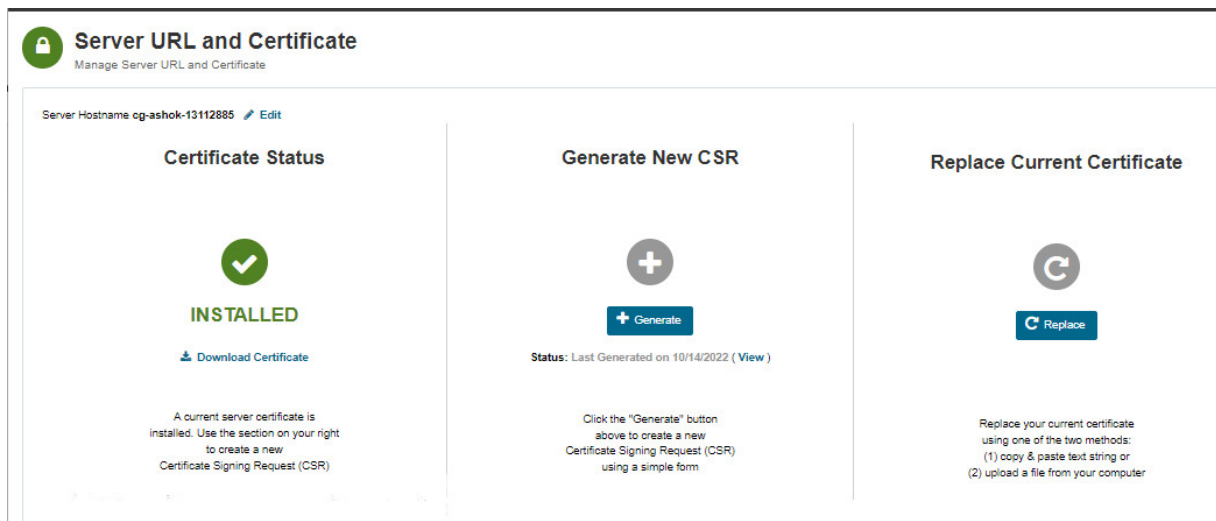 Server URL and Certificate
Manage Server URL and Certificate
Server Hostname cg-ashok-13112885 Edit
Certificate Status
INSTALLED
Download Certificate
A current server certificate is
installed. Use the section on your right
to create a new
Certificate Signing Request (CSR)
Generate New CSR
Generate
Status: Last Generated on 10/14/2022 ( View )
Click the "Generate" button
above to create a new
Certificate Signing Request (CSR)
using a simple form
Replace Current Certificate
Replace
Replace your current certificate
using one of the two methods:
(1) copy & paste text string or
(2) upload a file from your computer